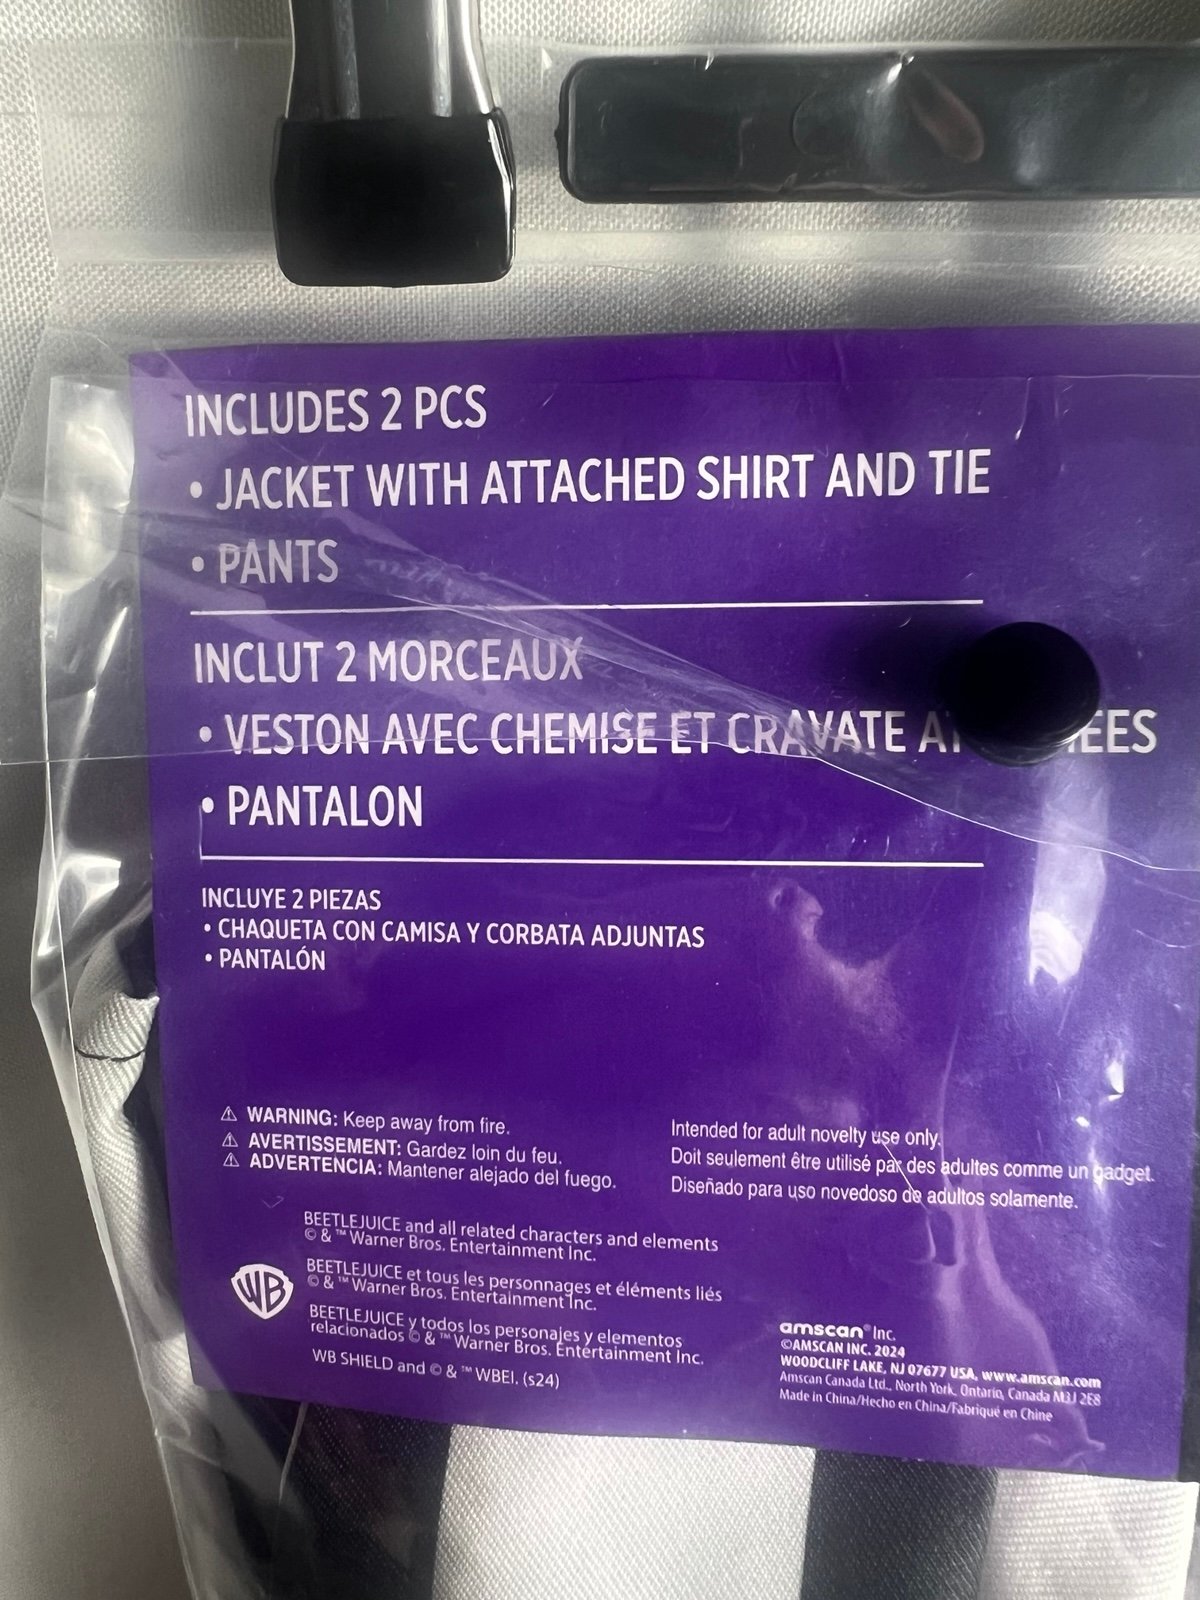 INCLUDES 2 PCS
• JACKET WITH ATTACHED SHIRT AND TIE
• PANTS
INCLUT 2 MORCEAUX
• VESTON AVEC CHEMISE ET CRAVATE
• PANTALON
INCLUYE 2 PIEZAS
• CHAQUETA CON CAMISA Y CORBATA ADJUNTAS
• PANTALÓN
⚠ WARNING: Keep away from fire.
⚠ AVERTISSEMENT: Gardez loin du feu.
⚠ ADVERTENCIA: Mantener alejado del fuego.
Intended for adult novelty use only.
Doit seulement être utilisé par des adultes comme un gadget.
Diseñado para uso novedoso de adultos solamente.
BEETLEJUICE and all related characters and elements
© & ™ Warner Bros. Entertainment Inc.
BEETLEJUICE et tous les personnages et éléments liés
© & ™ Warner Bros. Entertainment Inc.
BEETLEJUICE y todos los personajes y elementos
relacionados © & ™ Warner Bros. Entertainment Inc.
WB SHIELD and © & ™ WBEI. (s24)
WB
amscan® Inc.
©AMSCAN INC. 2024
WOODCLIFF LAKE, NJ 07677 USA, www.amscan.com
Amscan Canada Ltd., North York, Ontario, Canada M3J 2E8
Made in China/Hecho en China/Fabriqué en Chine